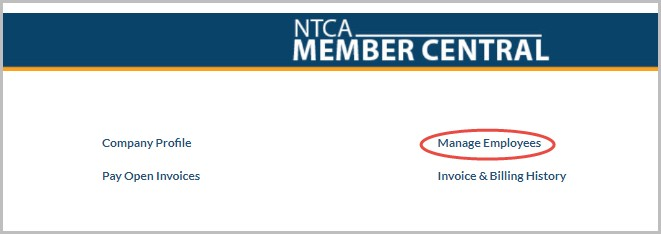 NTCA
MEMBER CENTRAL
Company Profile
Manage Employees
Pay Open Invoices
Invoice & Billing History